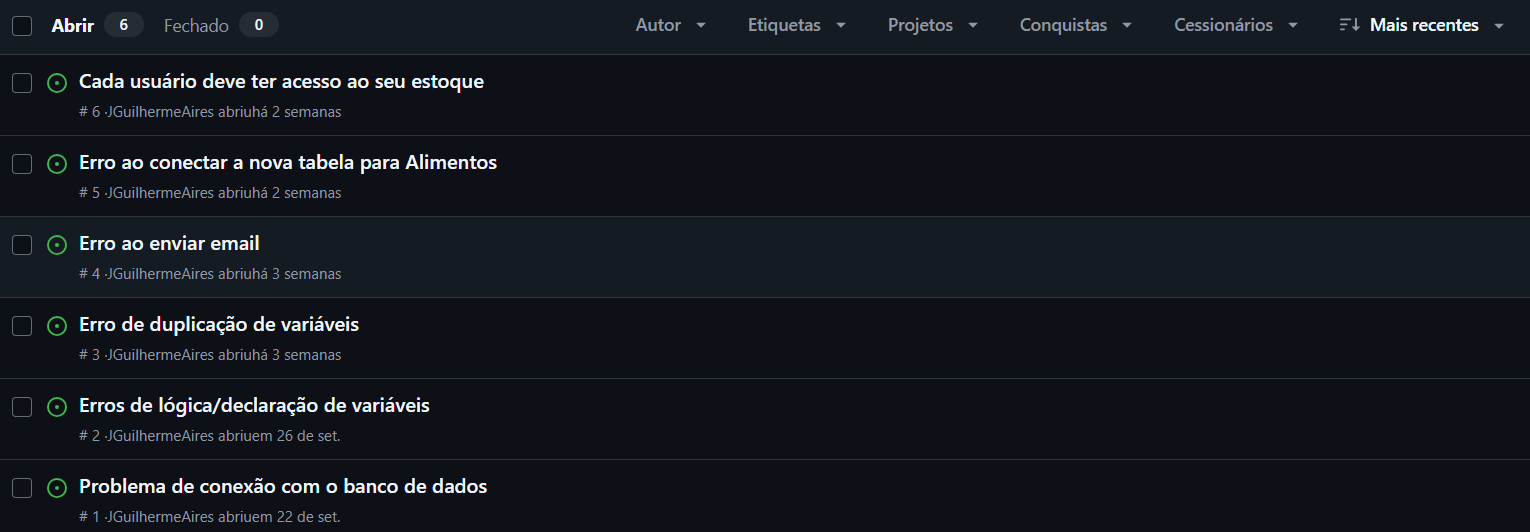 Abrir 6 Fechado 0 Autor Etiquetas Projetos Conquistas Cessionários Mais recentes
Cada usuário deve ter acesso ao seu estoque
# 6 ·JGuilhermeAires abriuhá 2 semanas
Erro ao conectar a nova tabela para Alimentos
# 5 ·JGuilhermeAires abriuhá 2 semanas
Erro ao enviar email
# 4 ·JGuilhermeAires abriuhá 3 semanas
Erro de duplicação de variáveis
# 3 ·JGuilhermeAires abriuhá 3 semanas
Erros de lógica/declaração de variáveis
# 2 ·JGuilhermeAires abriuem 26 de set.
Problema de conexão com o banco de dados
# 1 ·JGuilhermeAires abriuem 22 de set.